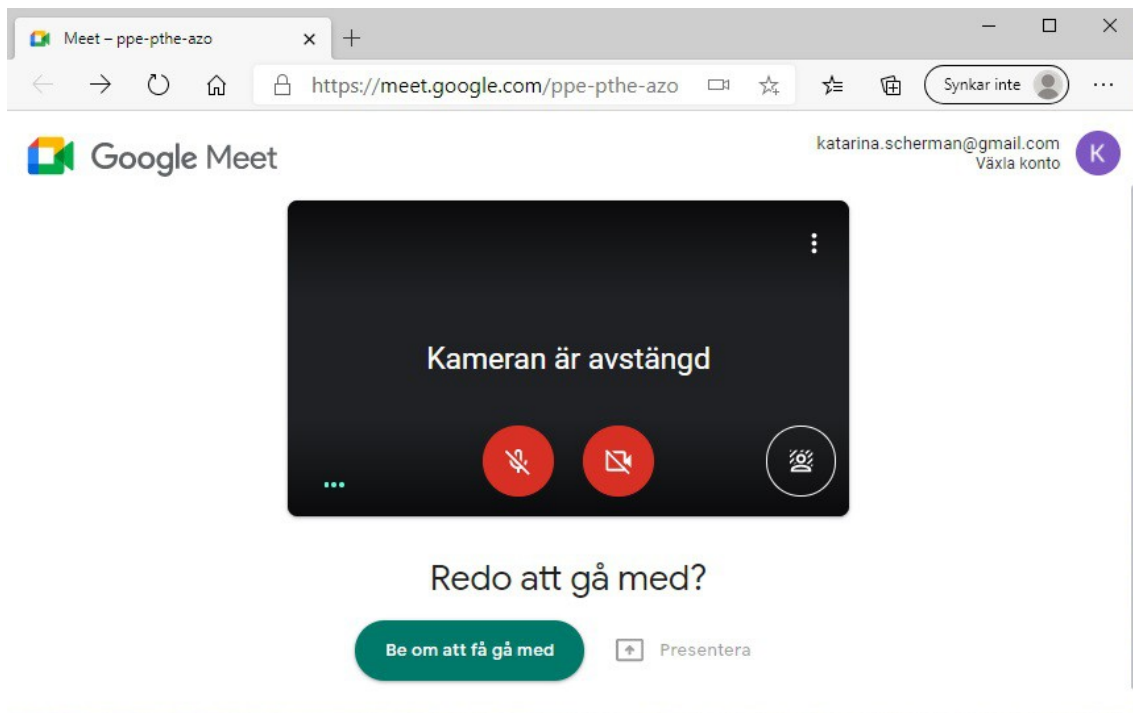 Meet – ppe-pthe-azo
https://meet.google.com/ppe-pthe-azo
Synkar inte
Google Meet
katarina.scherman@gmail.com
Växla konto
K
Kameran är avstängd
Redo att gå med?
Be om att få gå med
Presentera